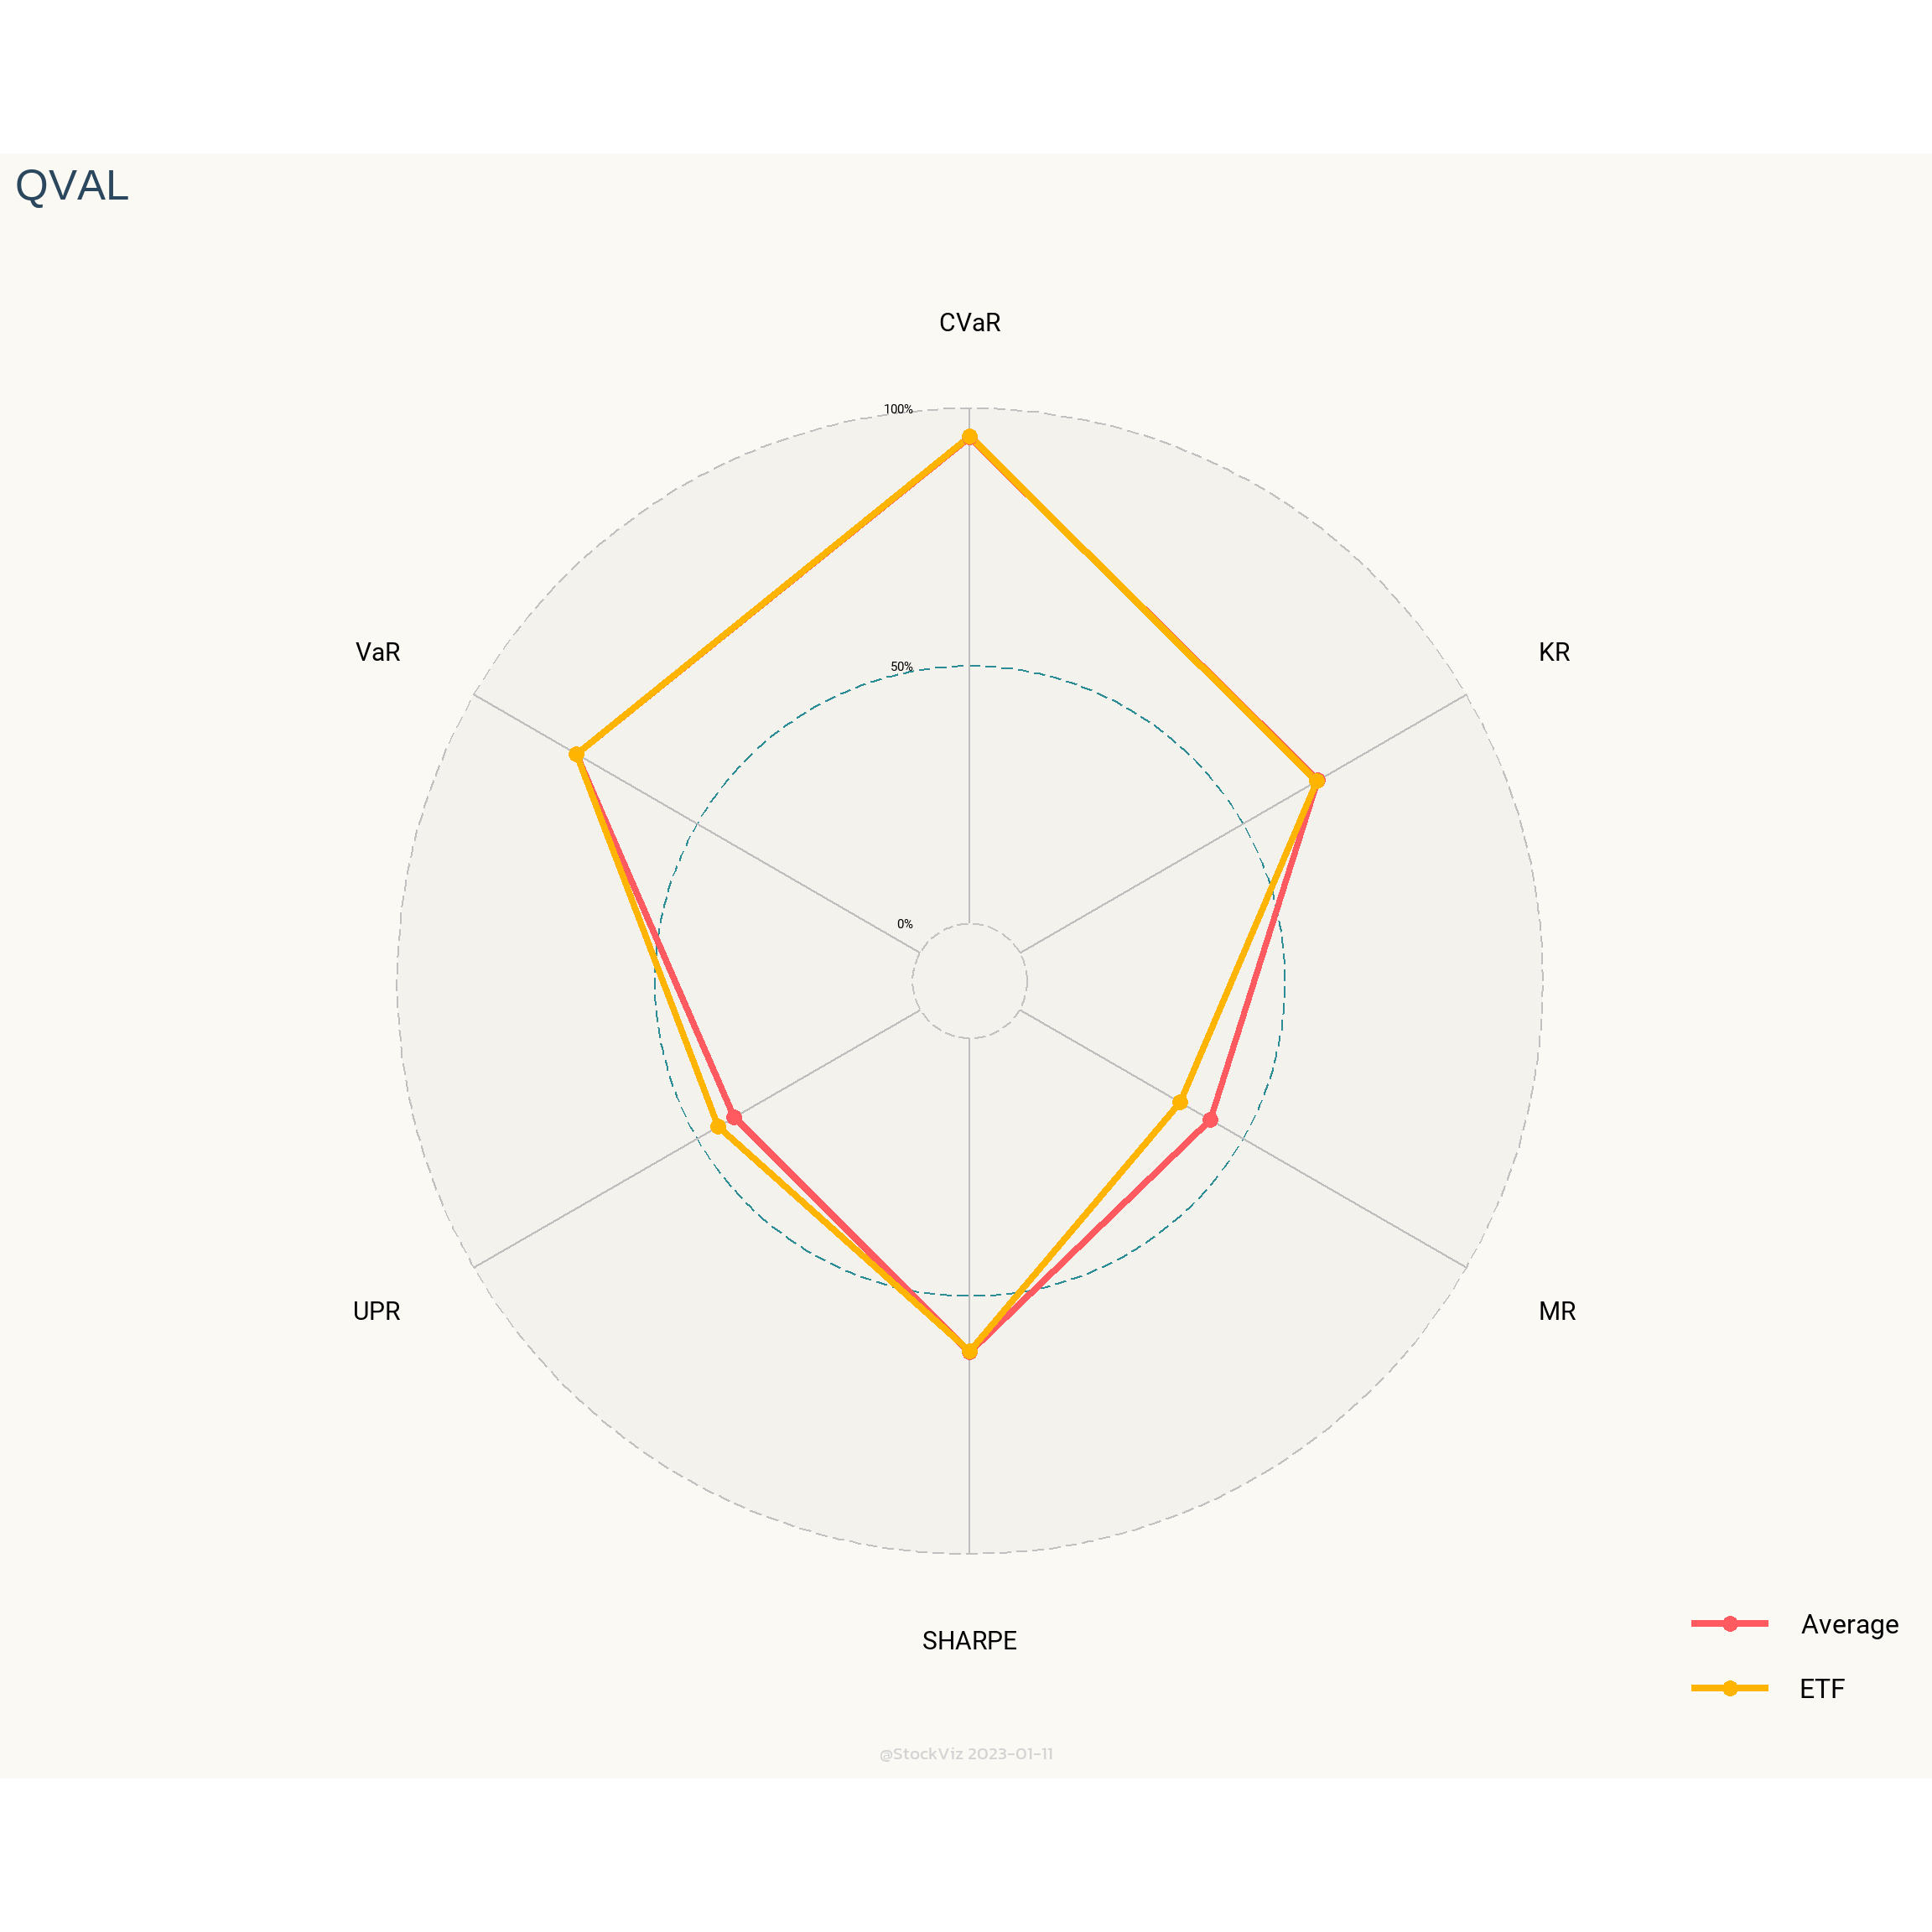 QVAL
CVaR
100%
VaR
KR
50%
0%
UPR
MR
SHARPE
Average
ETF
@StockViz 2023-01-11